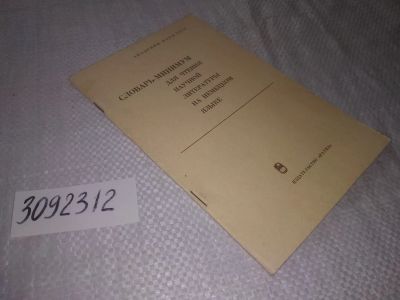 АКАДЕМИЯ НАУК СССР
СЛОВАРЬ-МИНИМУМ
ДЛЯ ЧТЕНИЯ
НАУЧНОЙ
ЛИТЕРАТУРЫ
НА НЕМЕЦКОМ
ЯЗЫКЕ
ИЗДАТЕЛЬСТВО «НАУКА»
3092312